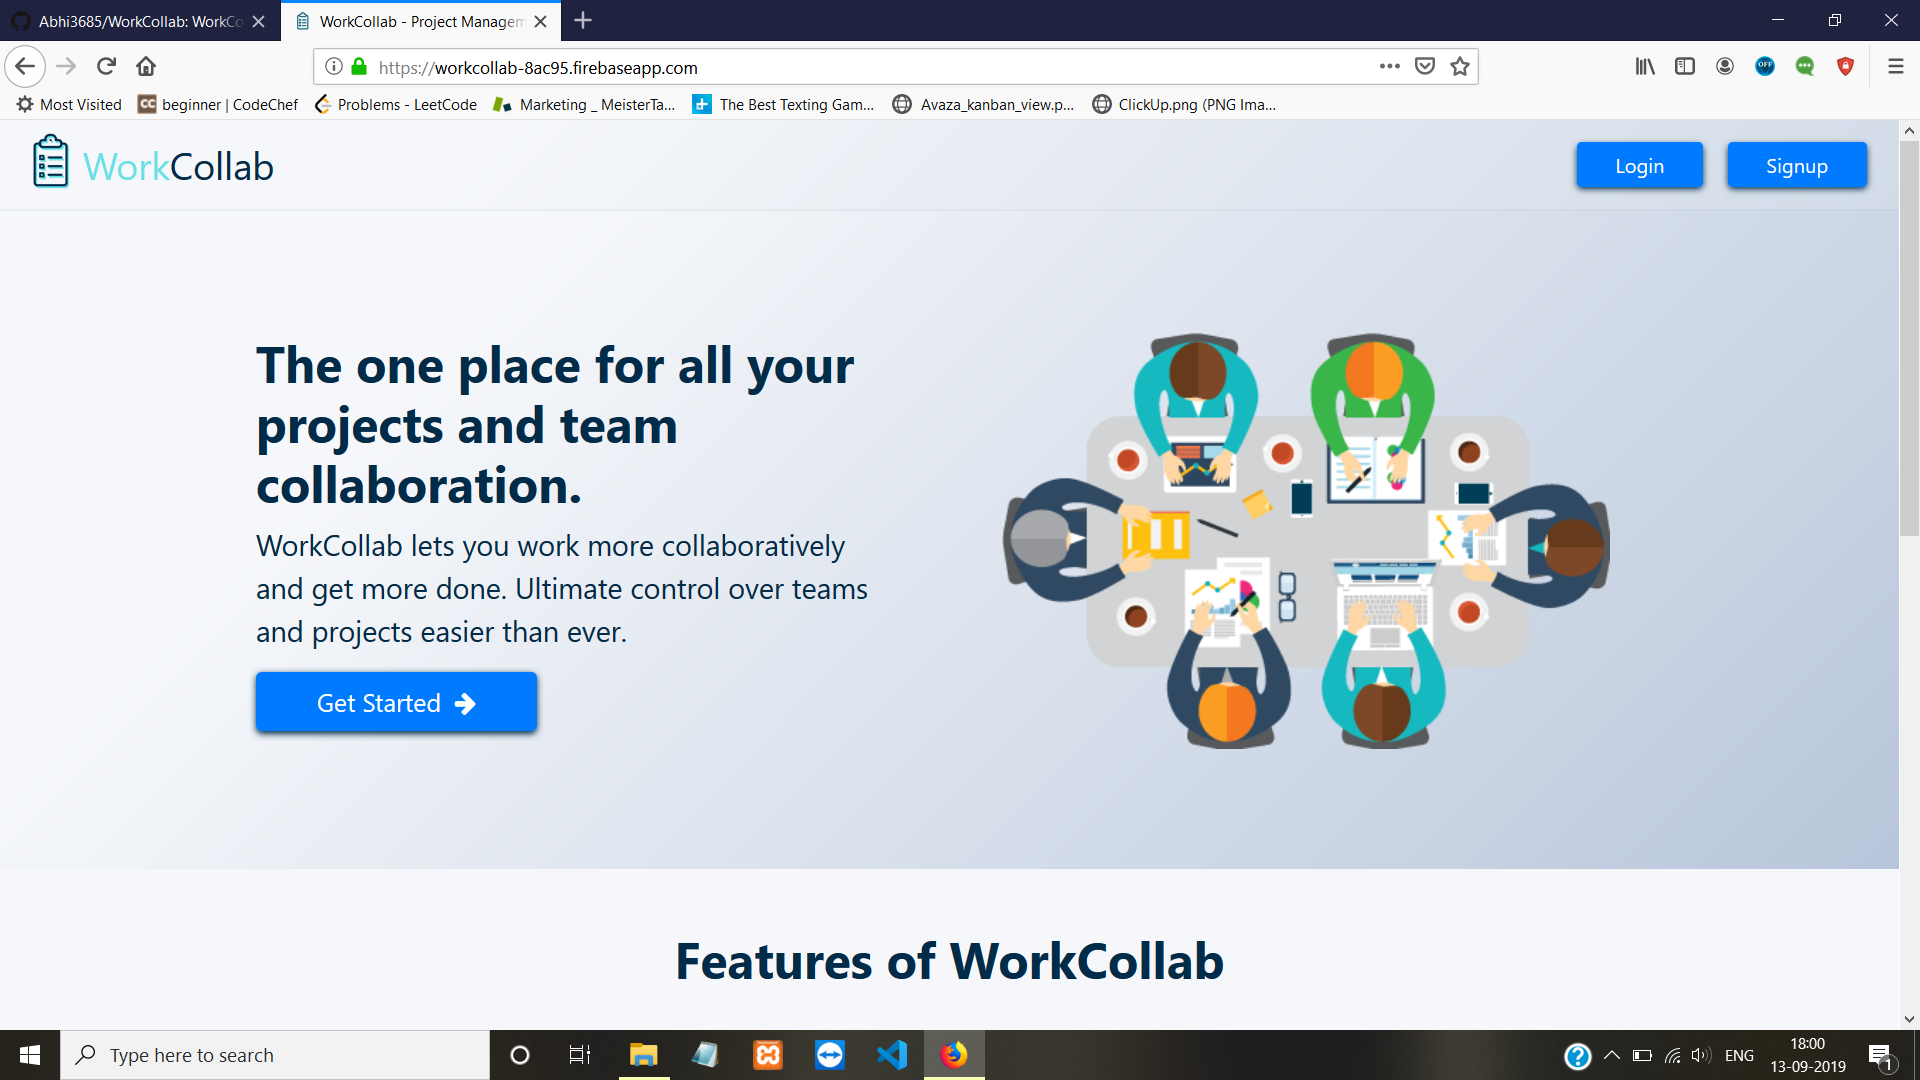 Abhi3685/WorkCollab: WorkCo
WorkCollab - Project Managem
https://workcollab-8ac95.firebaseapp.com
Most Visited
CC beginner | CodeChef
Problems - LeetCode
Marketing _ MeisterTa...
The Best Texting Gam...
Avaza_kanban_view.p...
ClickUp.png (PNG Ima...
OFF
WorkCollab
Login
Signup
The one place for all your
projects and team
collaboration.
WorkCollab lets you work more collaboratively
and get more done. Ultimate control over teams
and projects easier than ever.
Get Started
Features of WorkCollab
Type here to search
ENG
18:00
13-09-2019
1